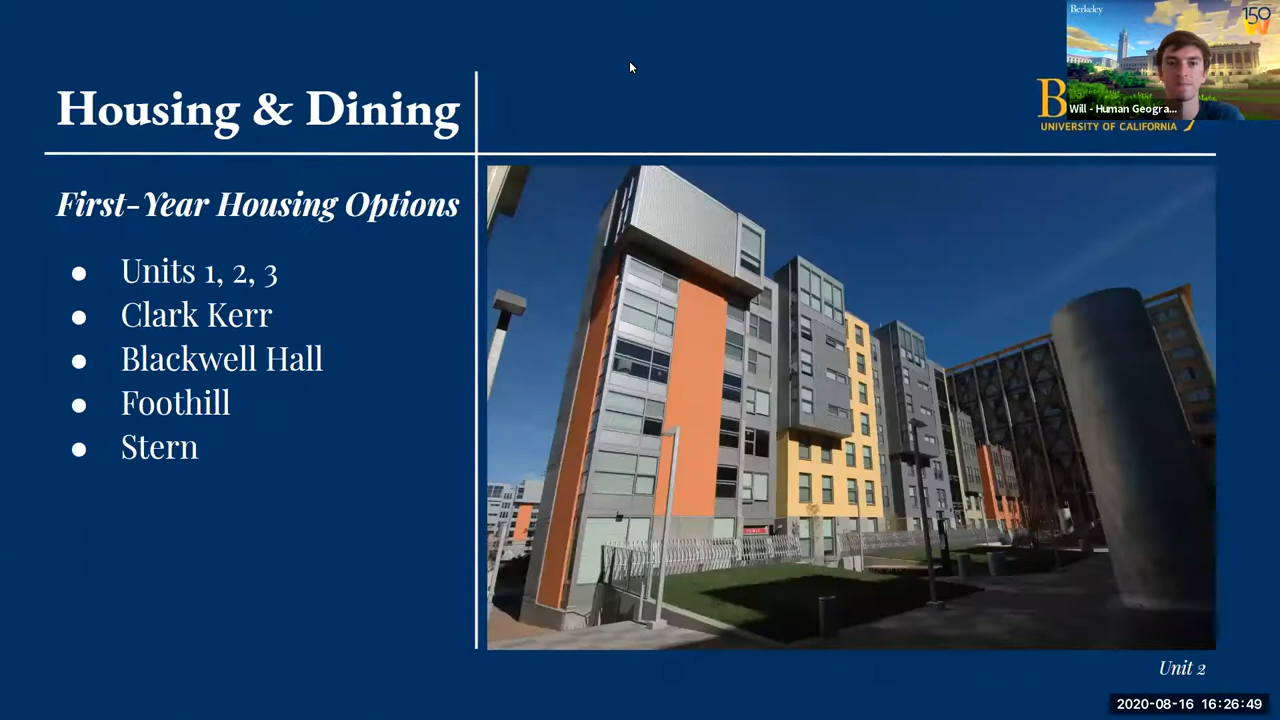 Berkeley
150
W
Housing & Dining
B
Will - Human Geogra...
UNIVERSITY OF CALIFORNIA
First-Year Housing Options
● Units 1, 2, 3
● Clark Kerr
● Blackwell Hall
● Foothill
● Stern
Unit 2
2020-08-16 16:26:49